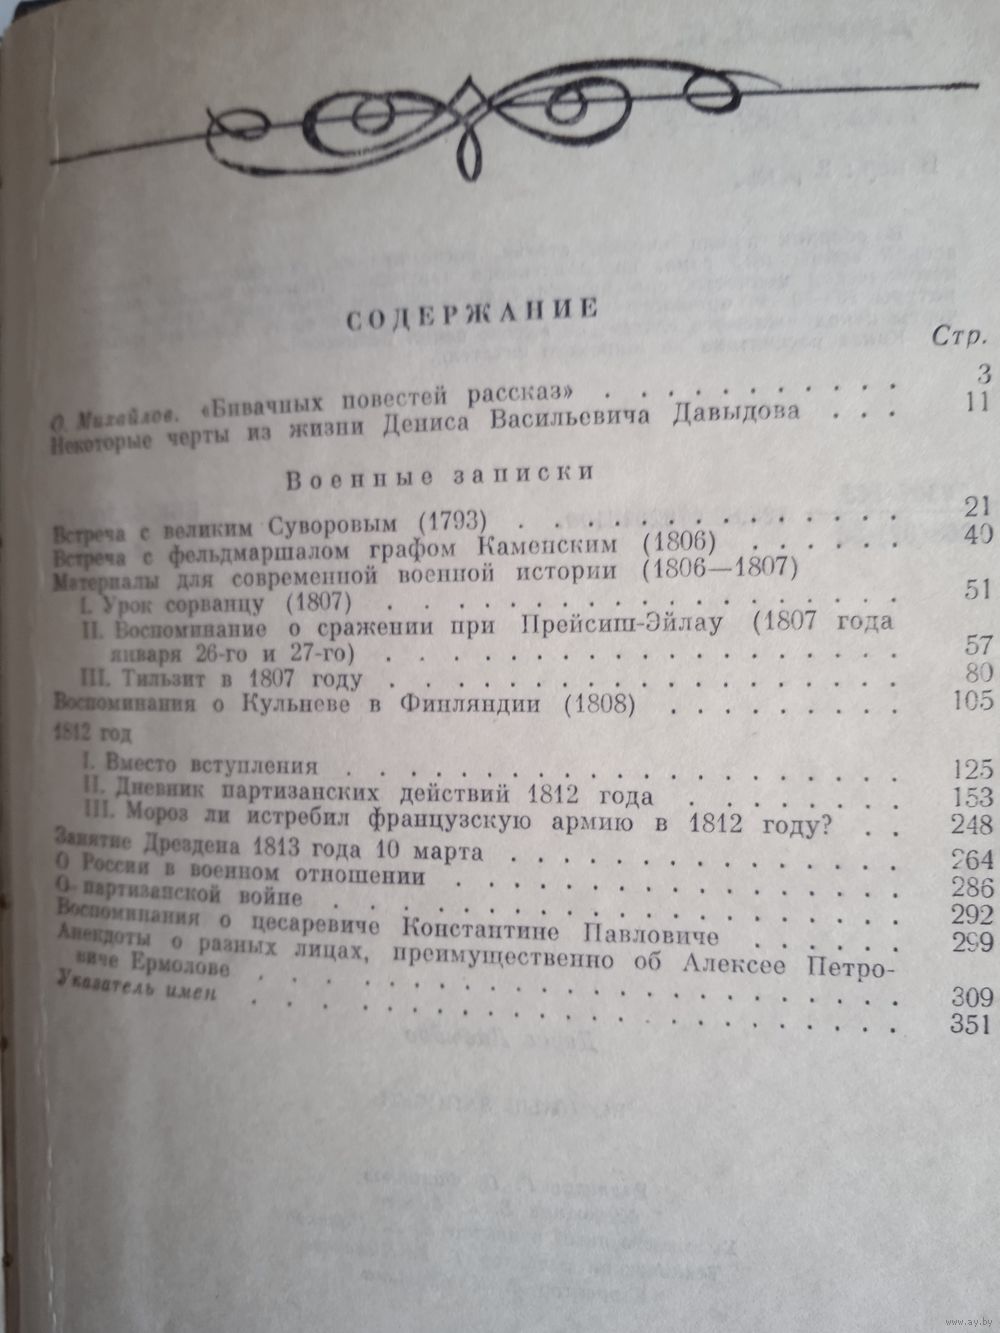 СОДЕРЖАНИЕ
Стр.
О. Михайлов. «Бивачных повестей рассказ» . . . . . . . . . . . 3
Некоторые черты из жизни Дениса Васильевича Давыдова . . . 11
Военные записки
Встреча с великим Суворовым (1793) . . . . . . . . . . . . 21
Встреча с фельдмаршалом графом Каменским (1806) . . . . . . 40
Материалы для современной военной истории (1806—1807)
I. Урок сорванцу (1807) . . . . . . . . . . . . . . . . 51
II. Воспоминание о сражении при Прейсиш-Эйлау (1807 года
января 26-го и 27-го) . . . . . . . . . . . . . . . . 57
III. Тильзит в 1807 году . . . . . . . . . . . . . . . . 80
Воспоминания о Кульневе в Финляндии (1808) . . . . . . . . . 105
1812 год
I. Вместо вступления . . . . . . . . . . . . . . . . . . 125
II. Дневник партизанских действий 1812 года . . . . . . . . 153
III. Мороз ли истребил французскую армию в 1812 году? . . 248
Занятие Дрездена 1813 года 10 марта . . . . . . . . . . . . 264
О России в военном отношении . . . . . . . . . . . . . . . 286
О партизанской войне . . . . . . . . . . . . . . . . . . 292
Воспоминания о цесаревиче Константине Павловиче . . . . . . 299
Анекдоты о разных лицах, преимущественно об Алексее Петро-
виче Ермолове . . . . . . . . . . . . . . . . . . . . 309
Указатель имен . . . . . . . . . . . . . . . . . . . . 351
www.ay.by